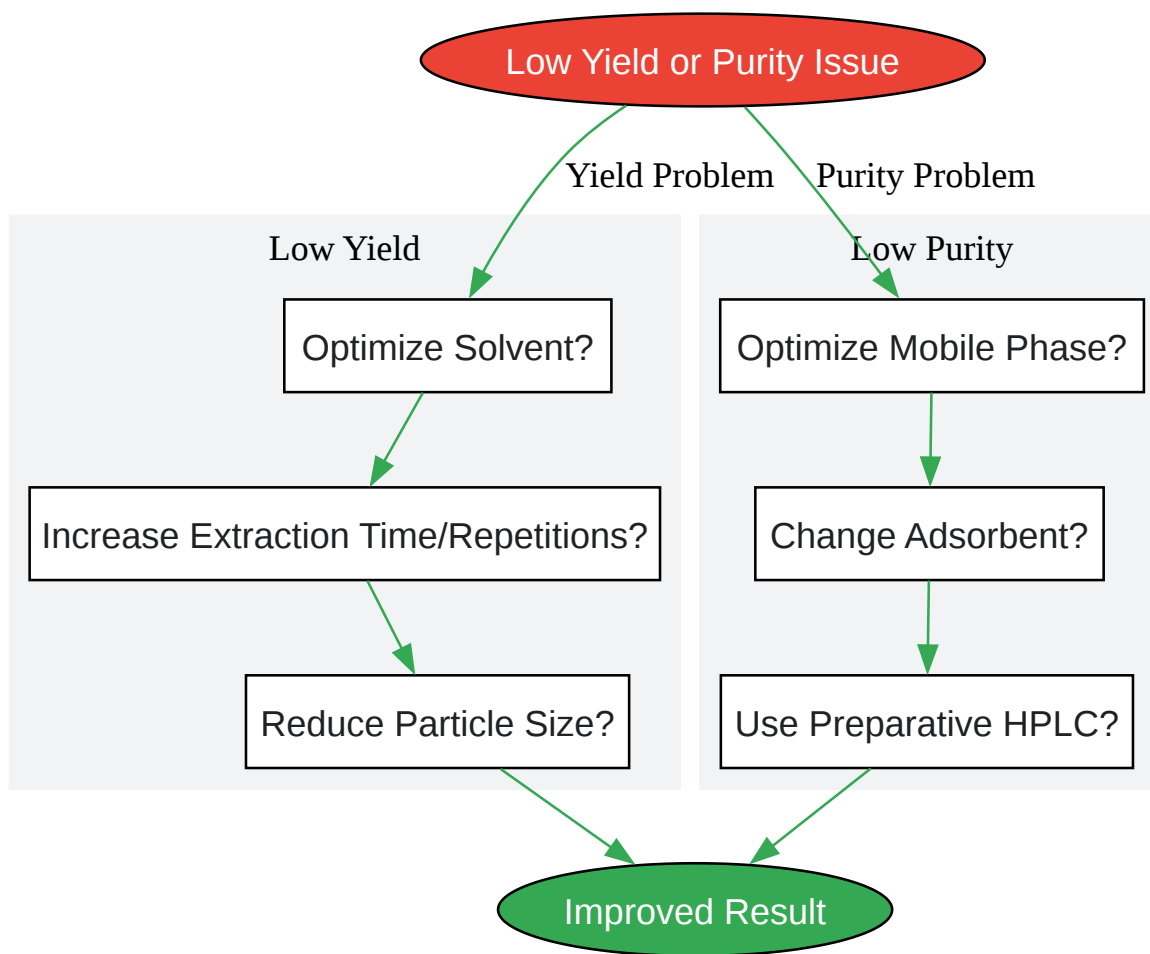 Low Yield or Purity Issue
Yield Problem
Purity Problem
Low Yield
Low Purity
Optimize Solvent?
Optimize Mobile Phase?
Increase Extraction Time/Repetitions?
Change Adsorbent?
Reduce Particle Size?
Use Preparative HPLC?
Improved Result